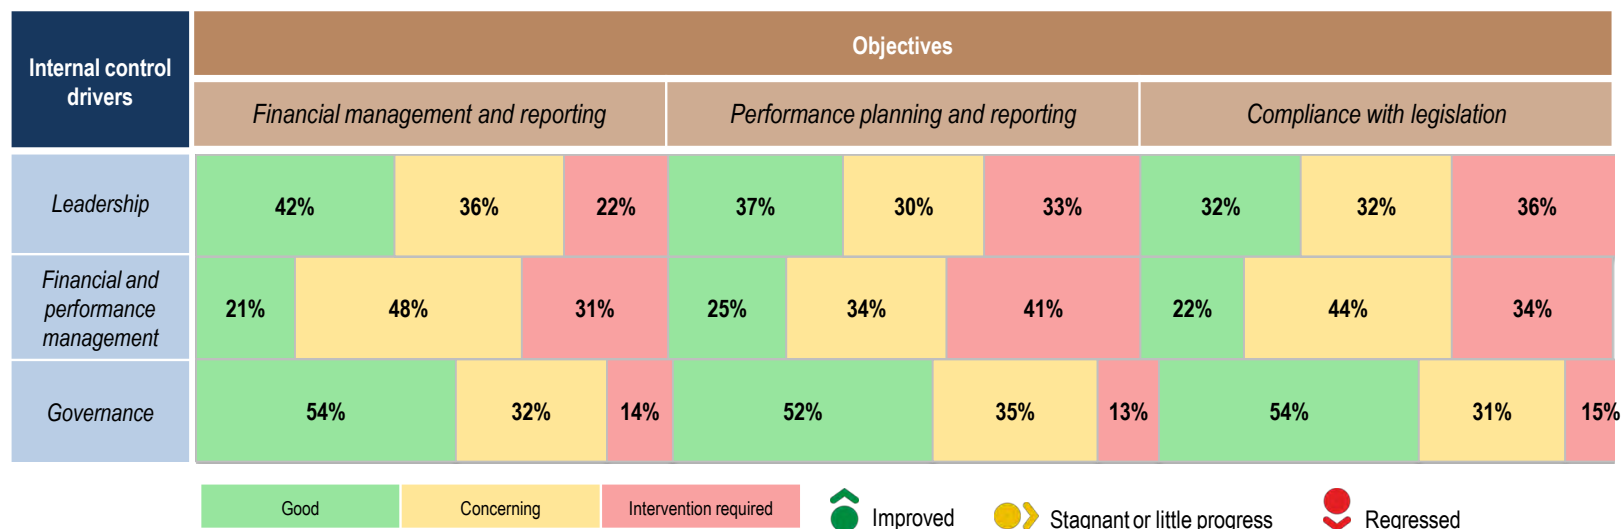 Internal control
drivers
Objectives
Financial management and reporting
Performance planning and reporting
Compliance with legislation
Leadership
42%
36%
22%
37%
30%
33%
32%
32%
36%
Financial and
performance
management
21%
48%
31%
25%
34%
41%
22%
44%
34%
Governance
54%
32%
14%
52%
35%
13%
54%
31%
15%
Good
Concerning
Intervention required
Improved
Stagnant or little progress
Regressed